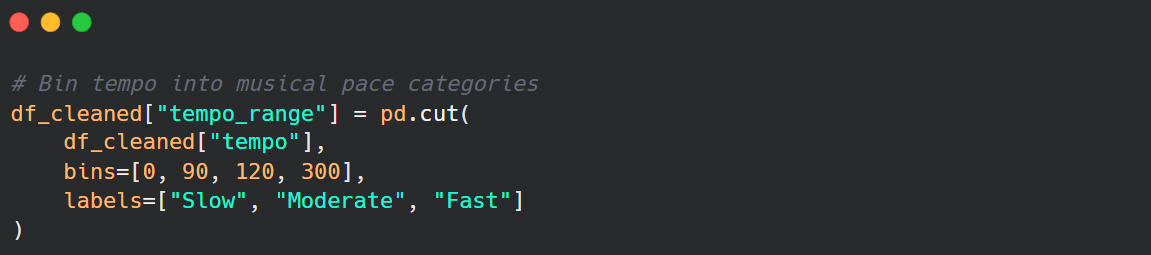 # Bin tempo into musical pace categories
df_cleaned["tempo_range"] = pd.cut(
    df_cleaned["tempo"],
    bins=[0, 90, 120, 300],
    labels=["Slow", "Moderate", "Fast"]
)